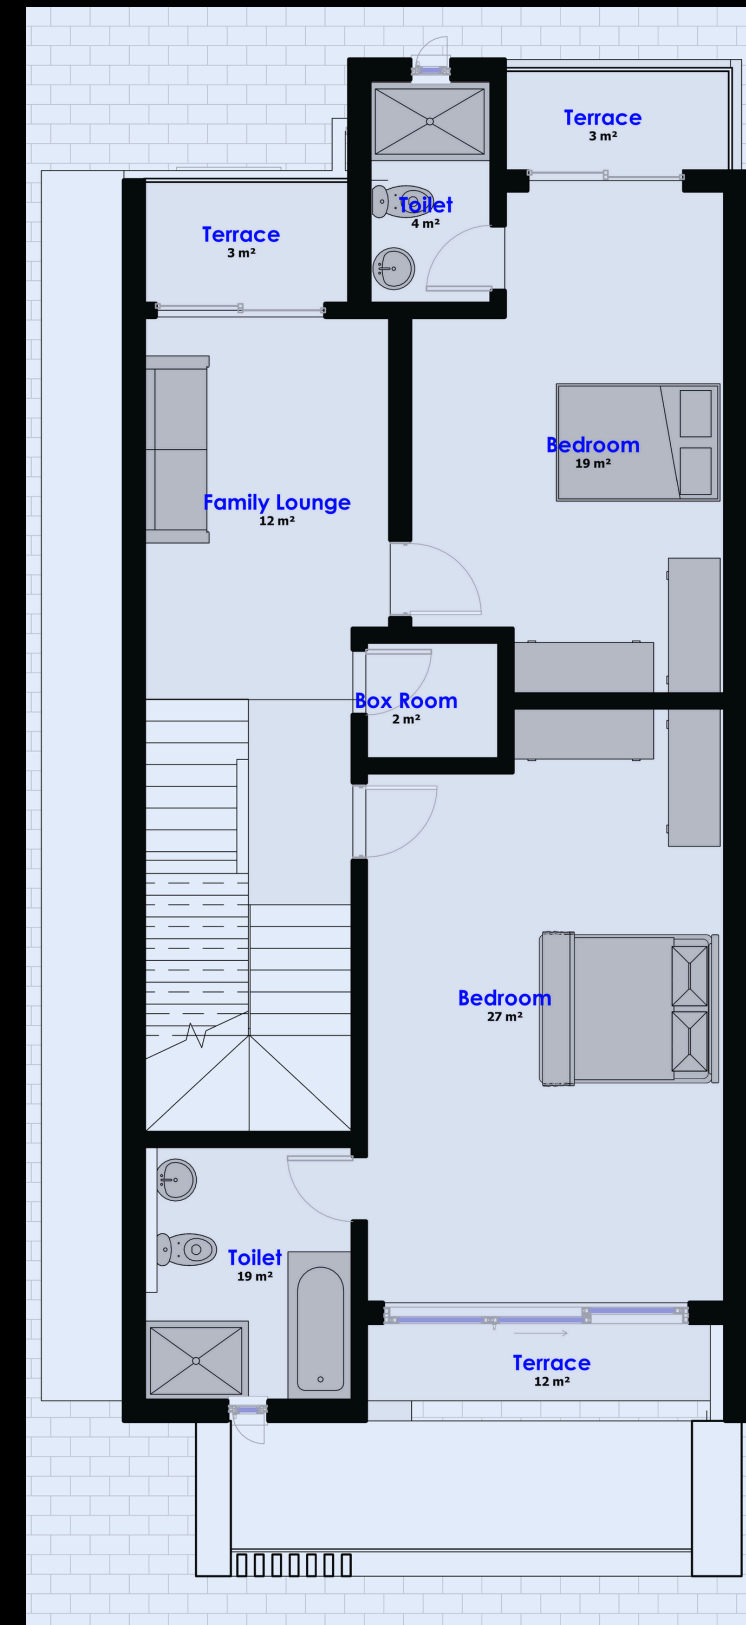 Terrace
3 m²
Toilet
4 m²
Terrace
3 m²
Bedroom
19 m²
Family Lounge
12 m²
Box Room
2 m²
Bedroom
27 m²
Toilet
19 m²
Terrace
12 m²